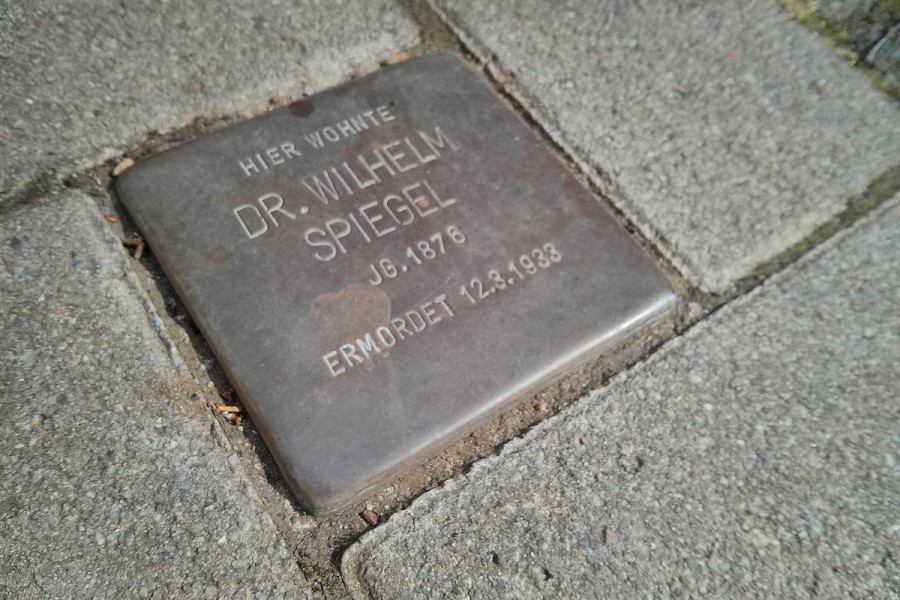 HIER WOHNTE
DR. WILHELM
SPIEGEL
JG. 1876
ERMORDET 12.3.1933